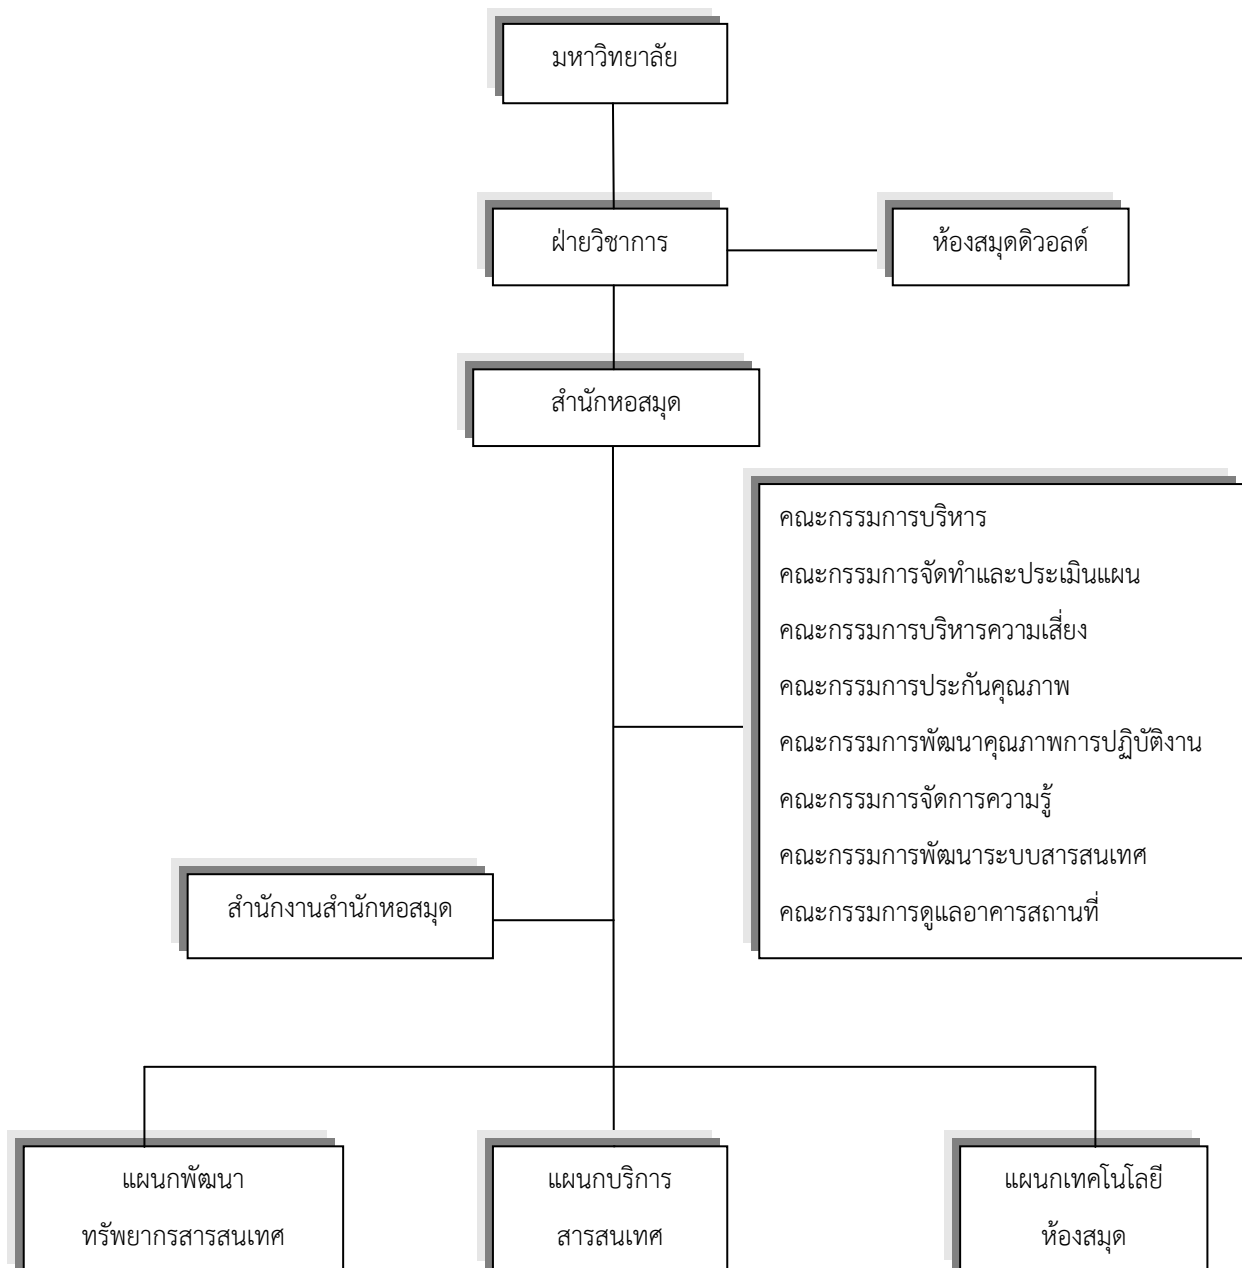 มหาวิทยาลัย
ฝ่ายวิชาการ
ห้องสมุดดิวอลด์
สำนักหอสมุด
คณะกรรมการบริหาร
คณะกรรมการจัดทำและประเมินแผน
คณะกรรมการบริหารความเสี่ยง
คณะกรรมการประกันคุณภาพ
คณะกรรมการพัฒนาคุณภาพการปฏิบัติงาน
คณะกรรมการจัดการความรู้
คณะกรรมการพัฒนาระบบสารสนเทศ
คณะกรรมการดูแลอาคารสถานที่
สำนักงานสำนักหอสมุด
แผนกพัฒนา
ทรัพยากรสารสนเทศ
แผนกบริการ
สารสนเทศ
แผนกเทคโนโลยี
ห้องสมุด